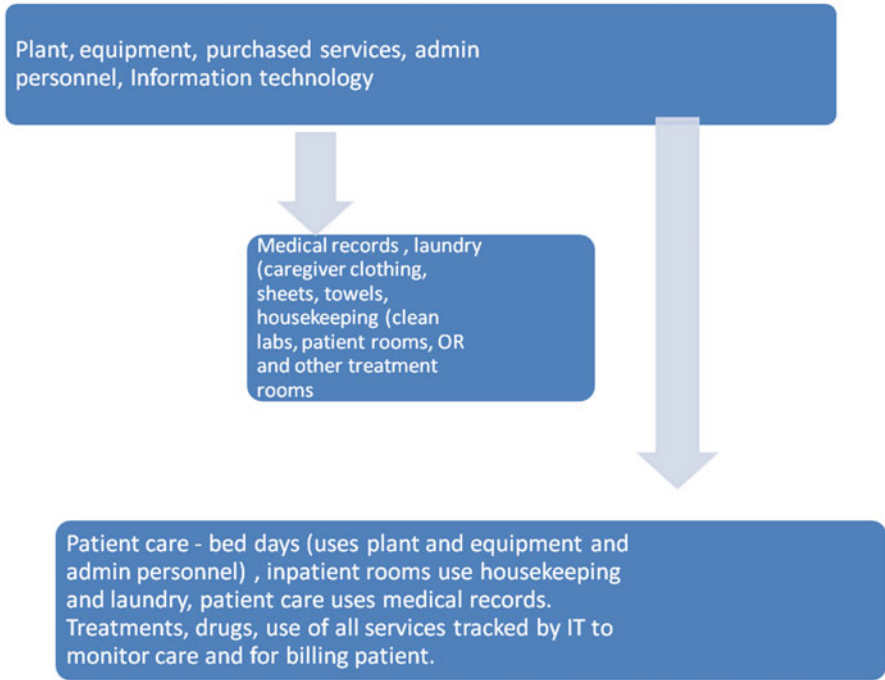 Plant, equipment, purchased services, admin
personnel, Information technology
Medical records , laundry
(caregiver clothing,
sheets, towels,
housekeeping (clean
labs, patient rooms, OR
and other treatment
rooms
Patient care - bed days (uses plant and equipment and
admin personnel) , inpatient rooms use housekeeping
and laundry, patient care uses medical records.
Treatments, drugs, use of all services tracked by IT to
monitor care and for billing patient.